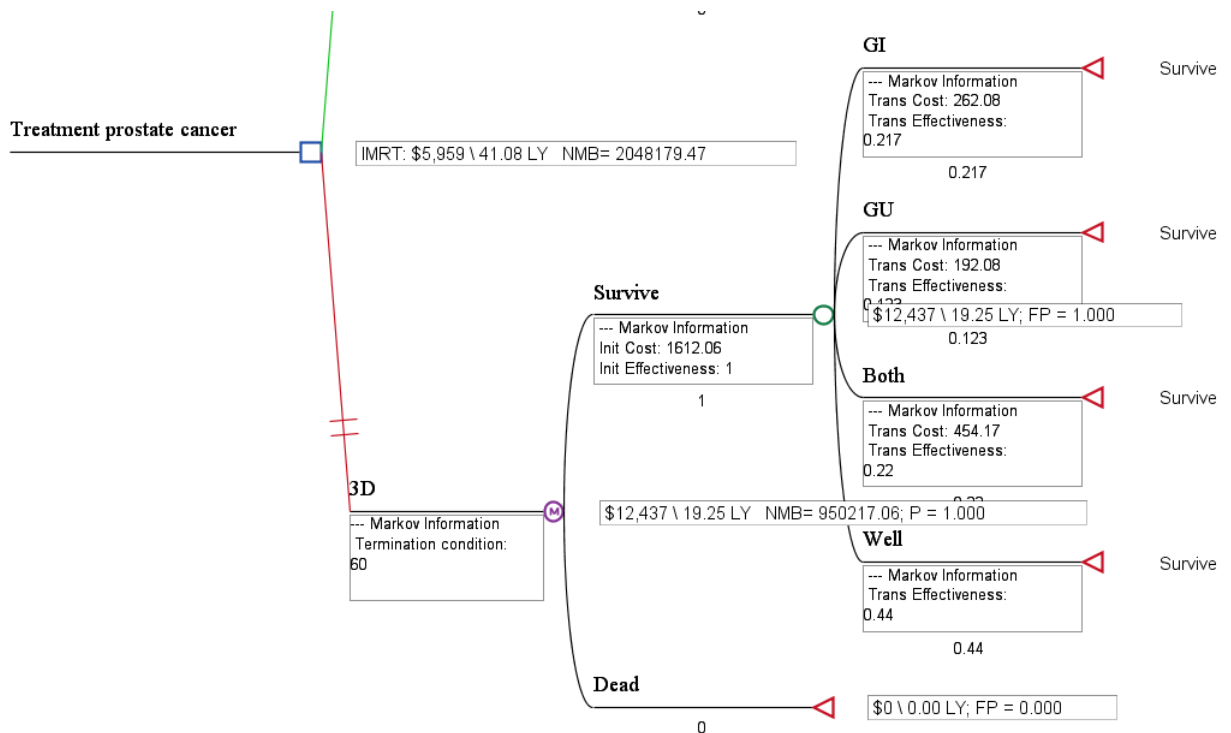 GI
--- Markov Information
Trans Cost: 262.08
Trans Effectiveness:
0.217
0.217
Survive
Treatment prostate cancer
IMRT: $5,959 \ 41.08 LY NMB= 2048179.47
GU
--- Markov Information
Trans Cost: 192.08
Trans Effectiveness:
$12,437 \ 19.25 LY; FP = 1.000
0.123
Survive
Survive
--- Markov Information
Init Cost: 1612.06
Init Effectiveness: 1
1
Both
--- Markov Information
Trans Cost: 454.17
Trans Effectiveness:
0.22
Survive
3D
--- Markov Information
Termination condition:
60
$12,437 \ 19.25 LY NMB= 950217.06; P = 1.000
Well
--- Markov Information
Trans Effectiveness:
0.44
0.44
Survive
Dead
0
$0 \ 0.00 LY; FP = 0.000